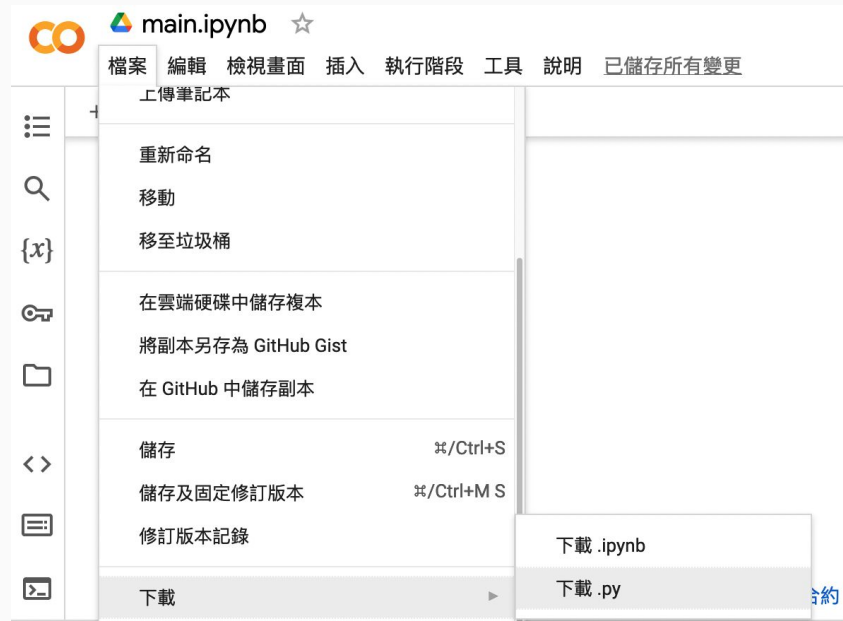 main.ipynb
檔案 編輯 檢視畫面 插入 執行階段 工具 說明 已儲存所有變更
上傳筆記本
重新命名
移動
移至垃圾桶
在雲端硬碟中儲存複本
將副本另存為 GitHub Gist
在 GitHub 中儲存副本
儲存 ⌘/Ctrl+S
儲存及固定修訂版本 ⌘/Ctrl+M S
修訂版本記錄
下載 .ipynb
下載 .py
下載
合約